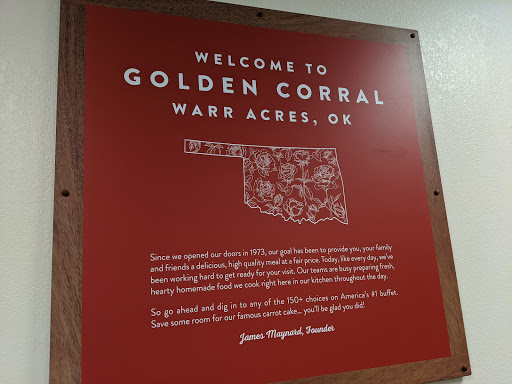 WELCOME TO
GOLDEN CORRAL
WARR ACRES, OK
Since we opened our doors in 1973, our goal has been to provide you, your family
and friends a delicious, high quality meal at a fair price. Today, like every day, we've
been working hard to get ready for your visit. Our teams are busy preparing fresh,
hearty homemade food we cook right here in our kitchen throughout the day.
So go ahead and dig in to any of the 150+ choices on America's #1 buffet.
Save some room for our famous carrot cake... you'll be glad you did!
James Maynard, Founder